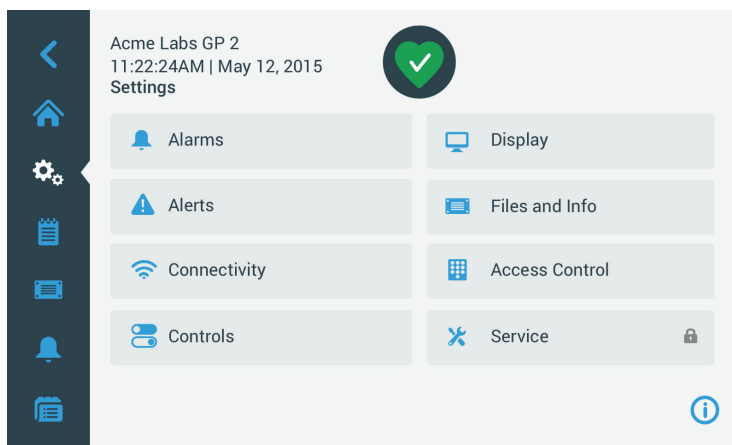 Acme Labs GP 2
11:22:24AM | May 12, 2015
Settings
Alarms
Display
Alerts
Files and Info
Connectivity
Access Control
Controls
Service